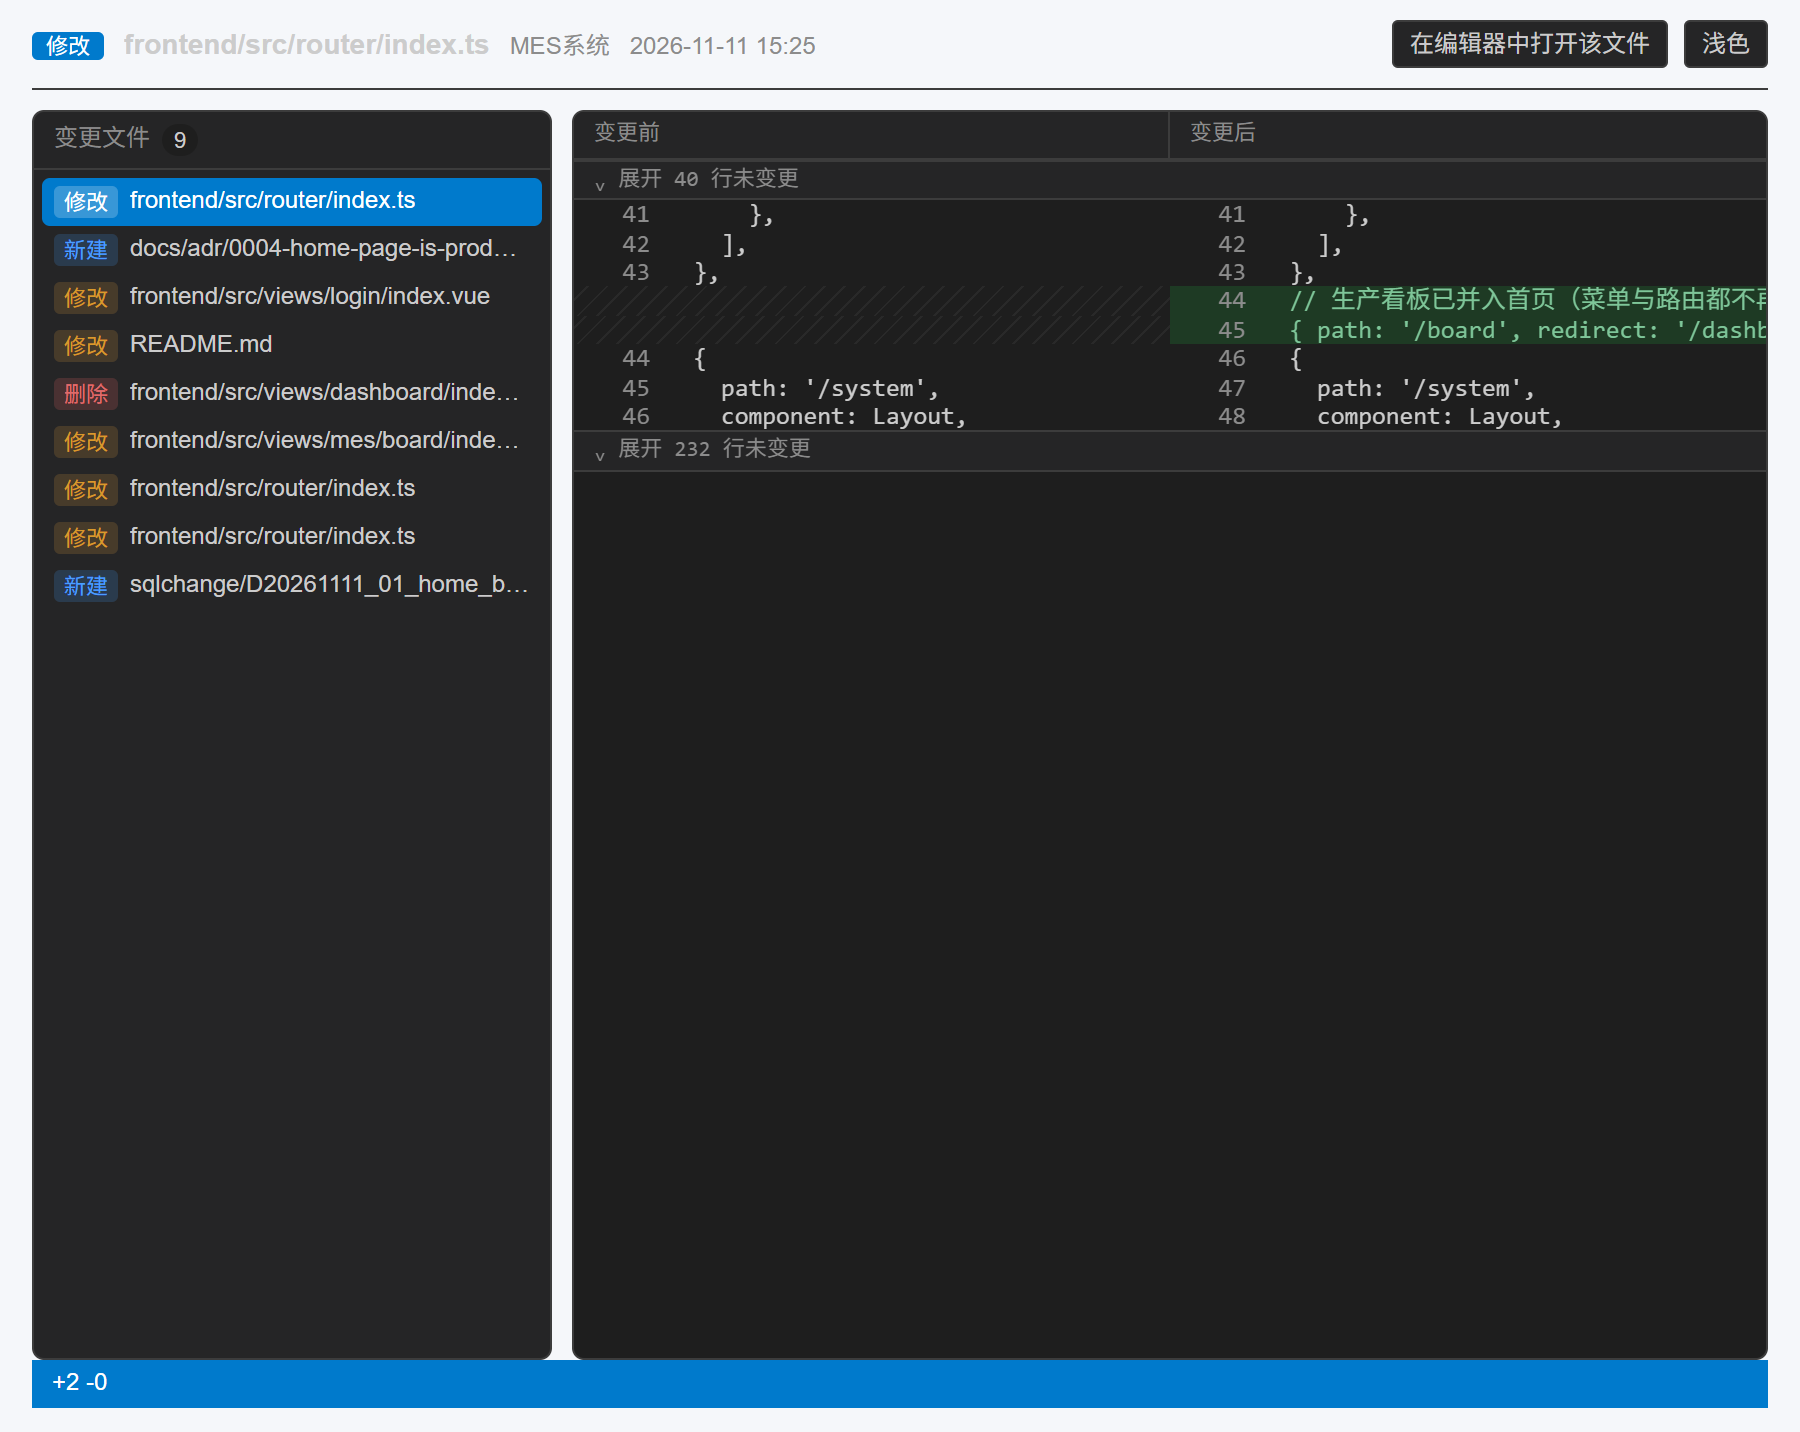 修改 frontend/src/router/index.ts MES系统 2026-11-11 15:25 在编辑器中打开该文件 浅色
变更文件 9
修改 frontend/src/router/index.ts
新建 docs/adr/0004-home-page-is-prod…
修改 frontend/src/views/login/index.vue
修改 README.md
删除 frontend/src/views/dashboard/inde…
修改 frontend/src/views/mes/board/inde…
修改 frontend/src/router/index.ts
修改 frontend/src/router/index.ts
新建 sqlchange/D20261111_01_home_b…
变更前 变更后
展开 40 行未变更
41 }, 41 },
42 ], 42 ],
43 }, 43 },
44 // 生产看板已并入首页（菜单与路由都不再
45 { path: '/board', redirect: '/dashb
44 { 46 {
45 path: '/system', 47 path: '/system',
46 component: Layout, 48 component: Layout,
展开 232 行未变更
+2 -0